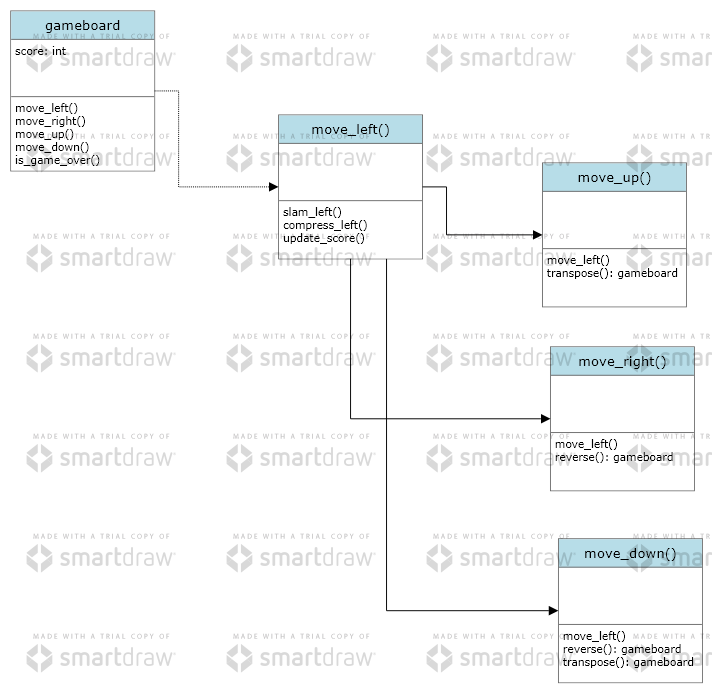 gameboard
score: int
move_left()
move_right()
move_up()
move_down()
is_game_over()
move_left()
slam_left()
compress_left()
update_score()
move_up()
move_left()
transpose(): gameboard
move_right()
move_left()
reverse(): gameboard
move_down()
move_left()
reverse(): gameboard
transpose(): gameboard
MADE WITH A TRIAL COPY OF
smartdraw